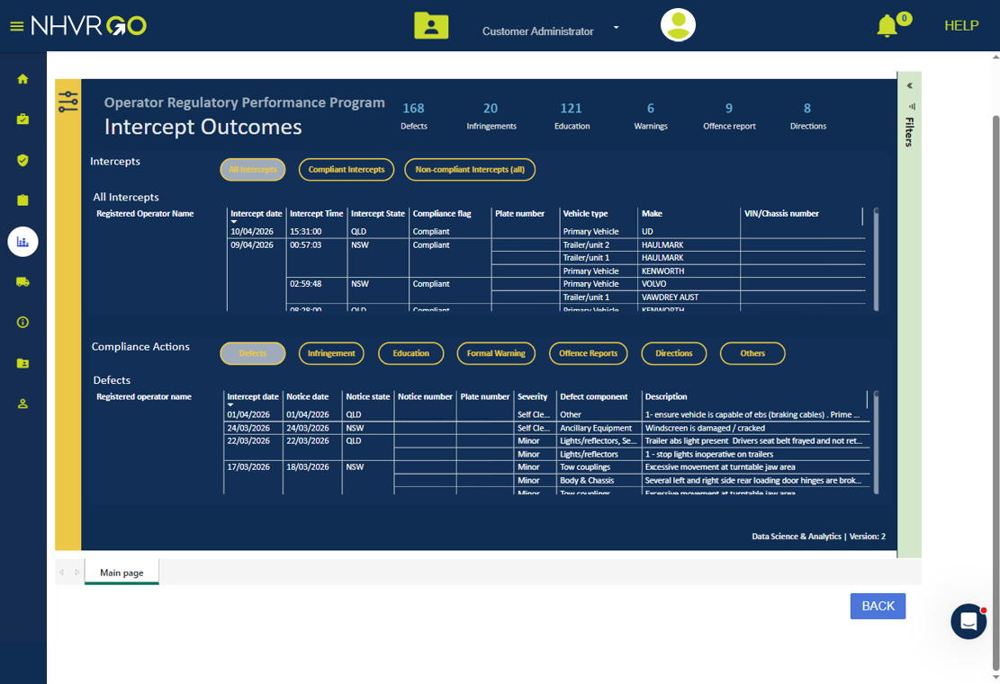 NHVR GO
Customer Administrator
0
HELP
Operator Regulatory Performance Program
Intercept Outcomes
168 20 121 6 9 8
Defects Infringements Education Warnings Offence report Directions
Filters
Intercepts
All Intercepts Compliant Intercepts Non-compliant Intercepts (all)
All Intercepts
Registered Operator Name Intercept date Intercept Time Intercept State Compliance flag Plate number Vehicle type Make VIN/Chassis number
10/04/2026 15:31:00 QLD Compliant Primary Vehicle UD
09/04/2026 00:57:03 NSW Compliant Trailer/unit 2 HAULMARK
Trailer/unit 1 HAULMARK
Primary Vehicle KENWORTH
02:59:48 NSW Compliant Primary Vehicle VOLVO
Trailer/unit 1 VAWDREY AUST
08:28:00 QLD Compliant Primary Vehicle KENWORTH
Compliance Actions
Defects Infringement Education Formal Warning Offence Reports Directions Others
Defects
Registered operator name Intercept date Notice date Notice state Notice number Plate number Severity Defect component Description
01/04/2026 01/04/2026 QLD Self Cle... Other 1- ensure vehicle is capable of ebs (braking cables) . Prime ...
24/03/2026 24/03/2026 NSW Self Cle... Ancillary Equipment Windscreen is damaged / cracked
22/03/2026 22/03/2026 QLD Minor Lights/reflectors, Se... Trailer abs light present Drivers seat belt frayed and not ret...
Minor Lights/reflectors 1 - stop lights inoperative on trailers
17/03/2026 18/03/2026 NSW Minor Tow couplings Excessive movement at turntable jaw area
Minor Body & Chassis Several left and right side rear loading door hinges are brok...
Minor Tow couplings Excessive movement at turntable jaw area
Data Science & Analytics | Version: 2
Main page
BACK